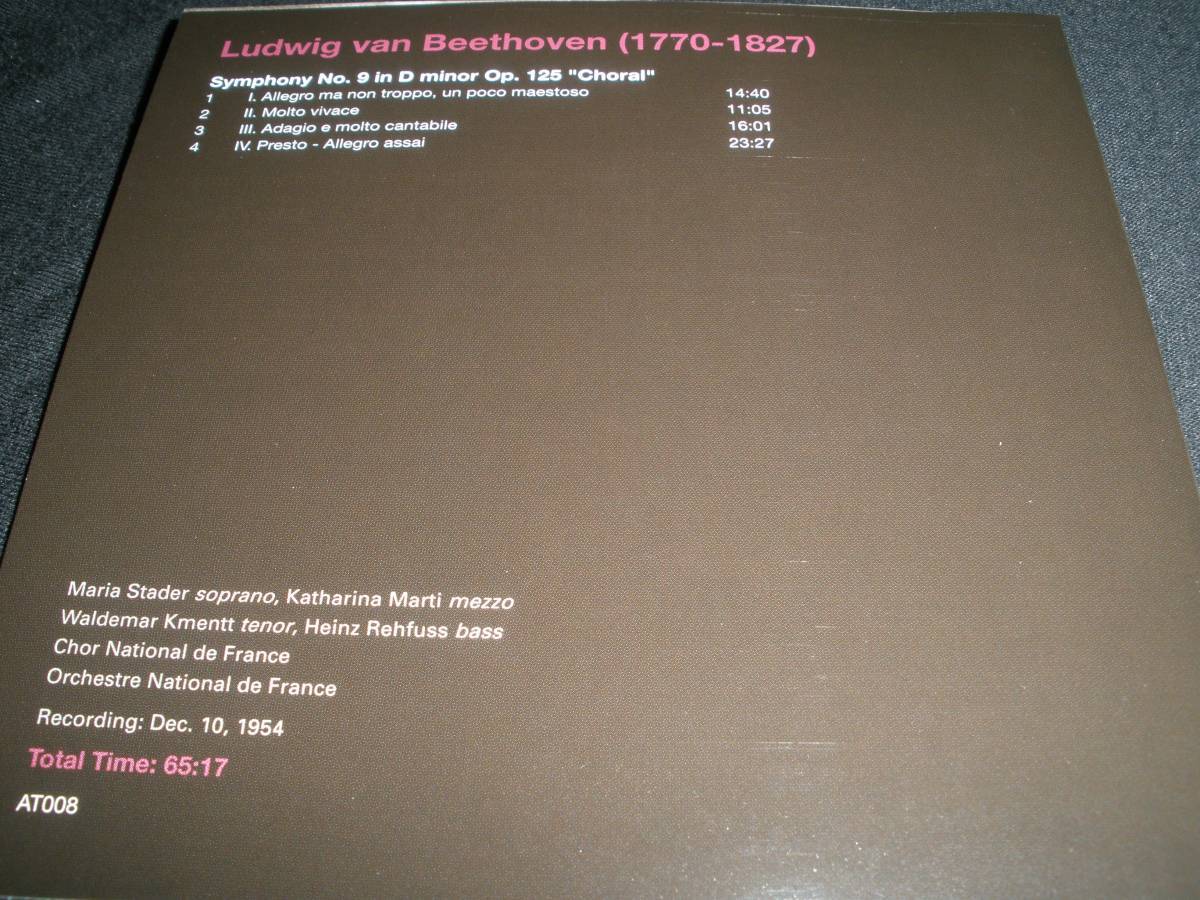 Ludwig van Beethoven (1770-1827)
Symphony No. 9 in D minor Op. 125 "Choral"
1 I. Allegro ma non troppo, un poco maestoso 14:40
2 II. Molto vivace 11:05
3 III. Adagio e molto cantabile 16:01
4 IV. Presto - Allegro assai 23:27
Maria Stader soprano, Katharina Marti mezzo
Waldemar Kmentt tenor, Heinz Rehfuss bass
Chor National de France
Orchestre National de France
Recording: Dec. 10, 1954
Total Time: 65:17
AT008